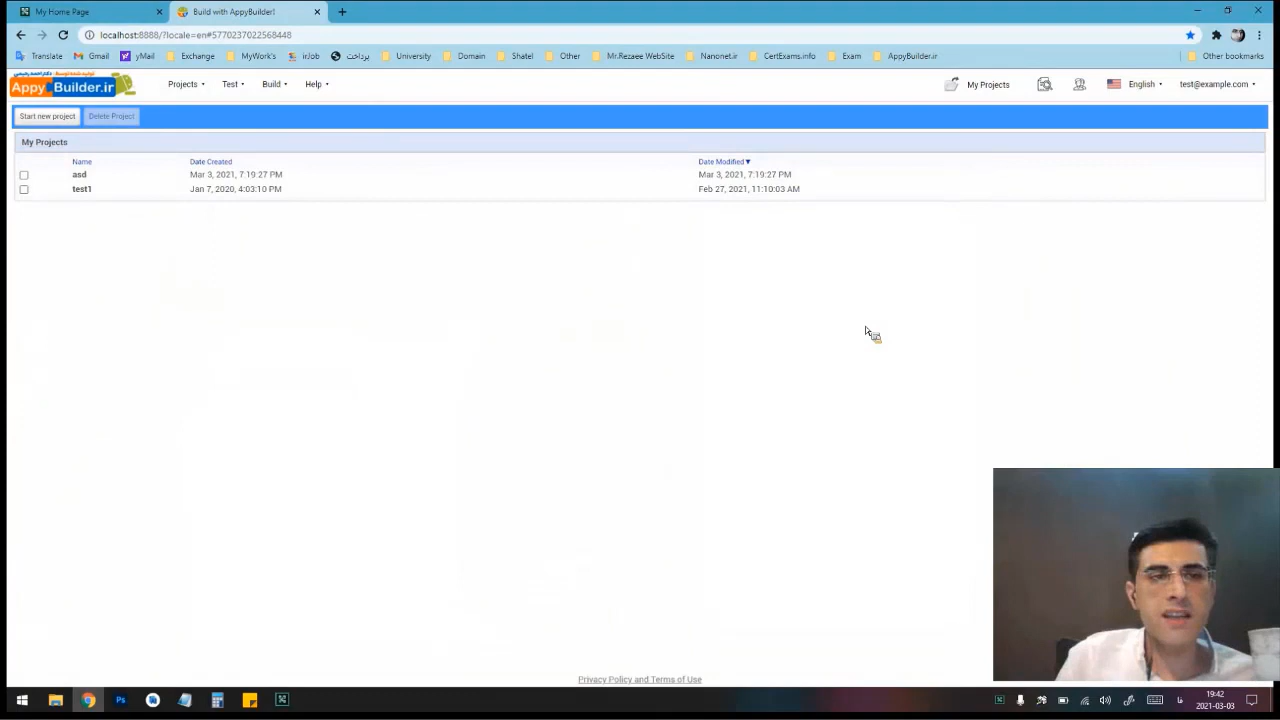 My Home Page
Build with AppyBuilder!
localhost:8888/?locale=en#5770237022568448
Translate
Gmail
yMail
Exchange
MyWork's
irJob
پرداخت
University
Domain
Shatel
Other
Mr.Rezaee WebSite
Nanonet.ir
CertExams.info
Exam
AppyBuilder.ir
Other bookmarks
AppyBuilder.ir
Projects
Test
Build
Help
My Projects
English
test@example.com
Start new project
Delete Project
My Projects
Name Date Created Date Modified
asd Mar 3, 2021, 7:19:27 PM Mar 3, 2021, 7:19:27 PM
test1 Jan 7, 2020, 4:03:10 PM Feb 27, 2021, 11:10:03 AM
Privacy Policy and Terms of Use
19:42
2021-03-03